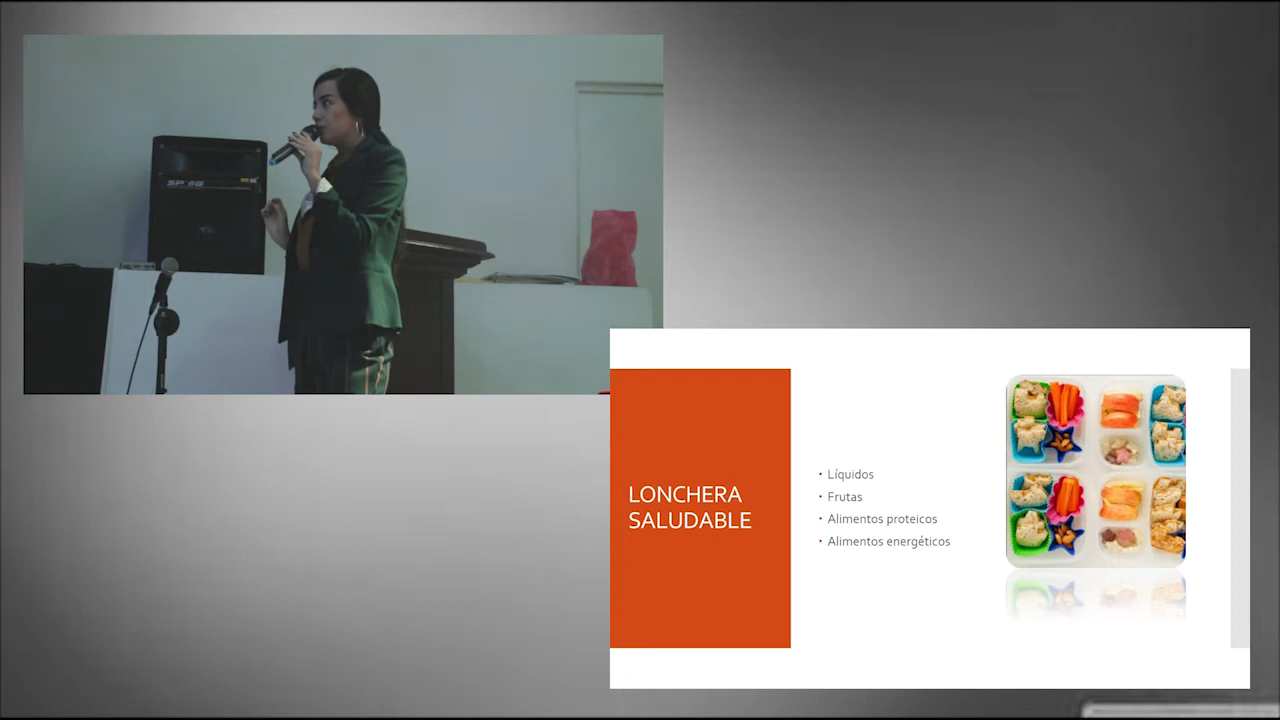 LONCHERA
SALUDABLE
• Líquidos
• Frutas
• Alimentos proteicos
• Alimentos energéticos